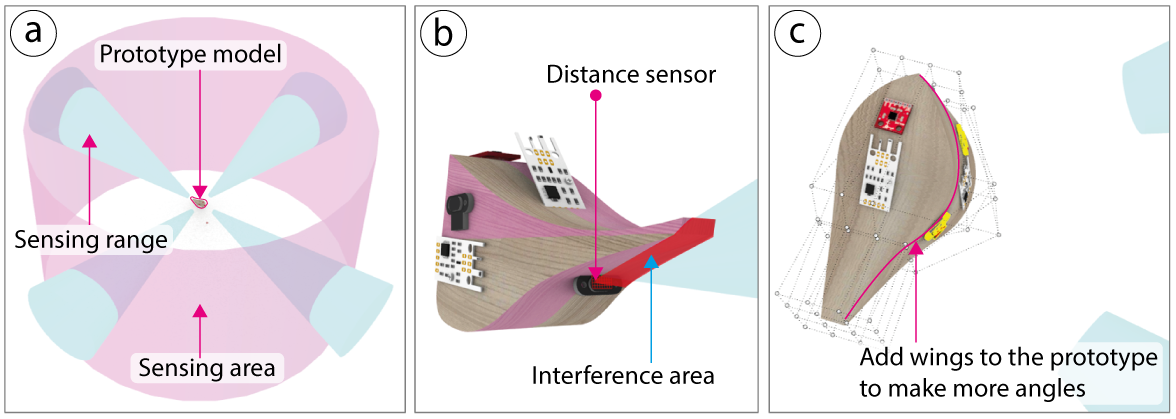 a
Prototype model
Sensing range
Sensing area
b
Distance sensor
Interference area
c
Add wings to the prototype
to make more angles